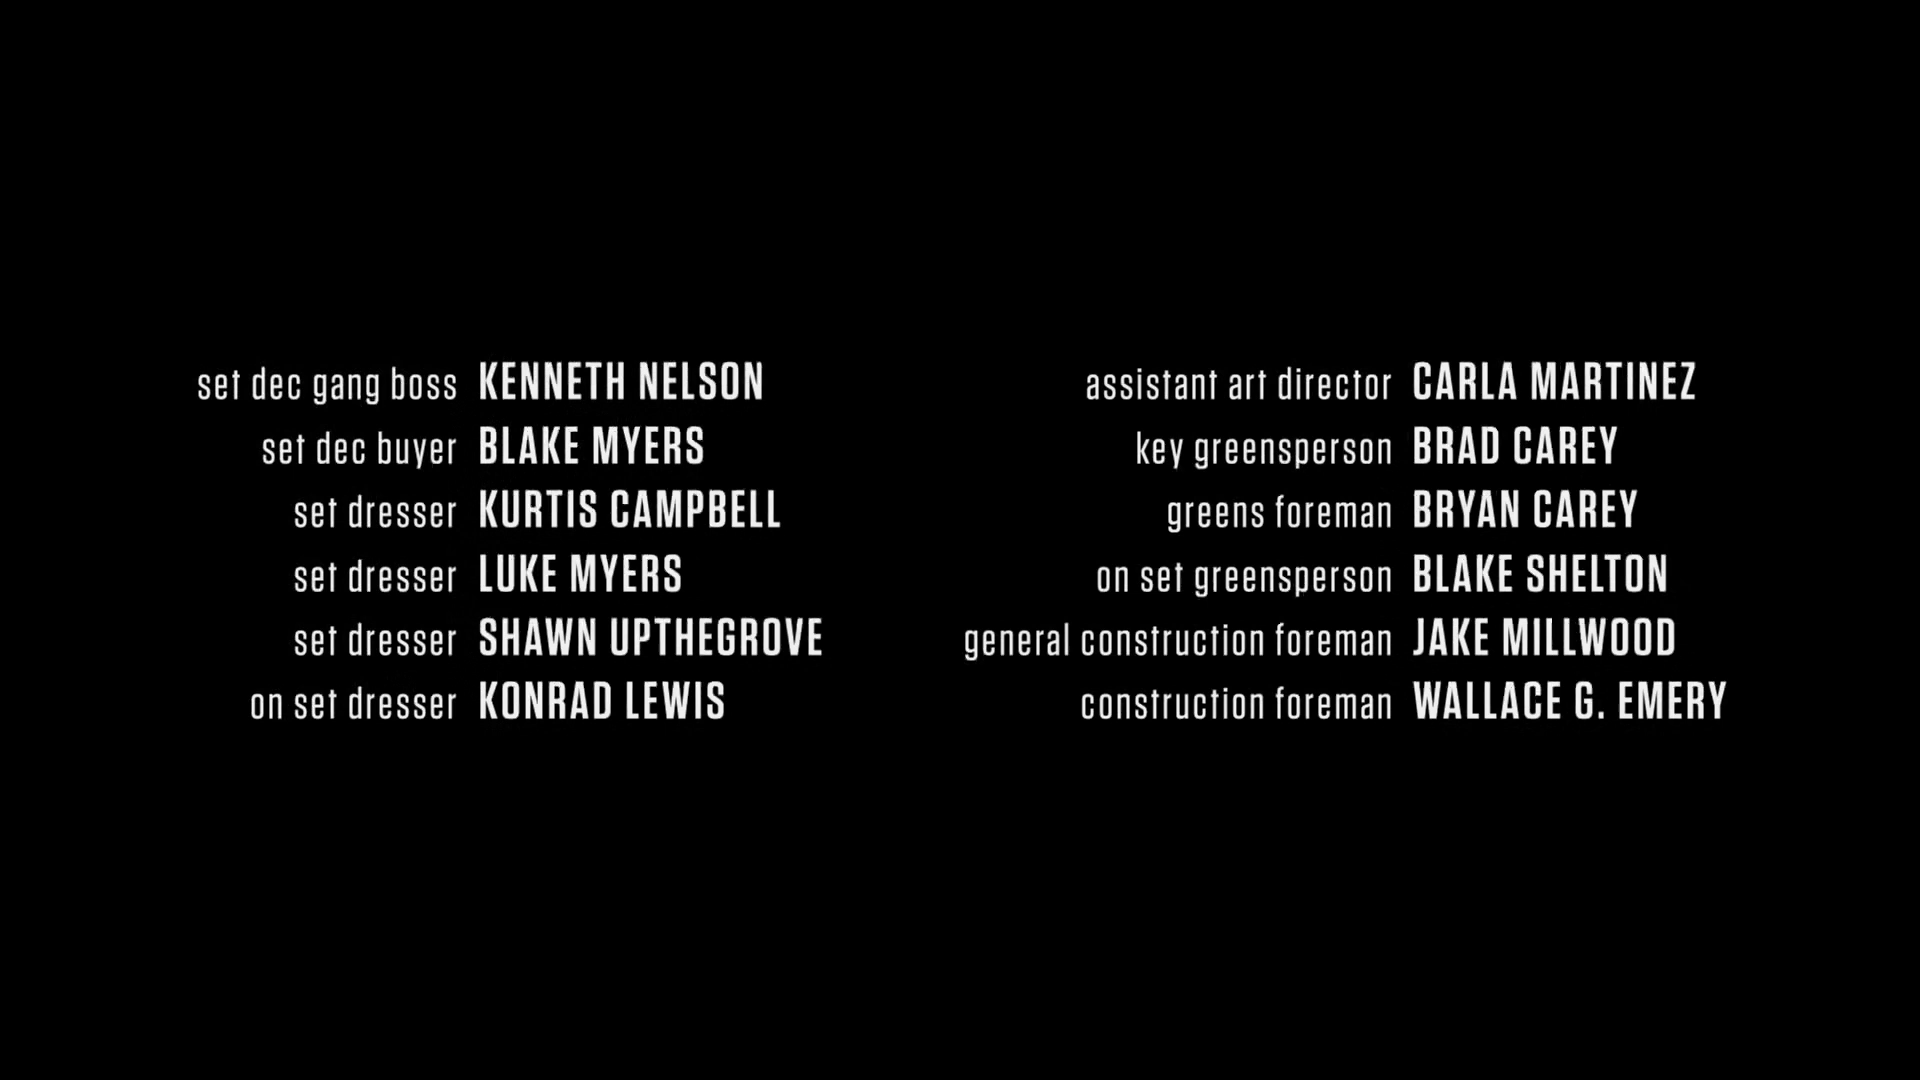 set dec gang boss KENNETH NELSON
set dec buyer BLAKE MYERS
set dresser KURTIS CAMPBELL
set dresser LUKE MYERS
set dresser SHAWN UPTHEGROVE
on set dresser KONRAD LEWIS
assistant art director CARLA MARTINEZ
key greensperson BRAD CAREY
greens foreman BRYAN CAREY
on set greensperson BLAKE SHELTON
general construction foreman JAKE MILLWOOD
construction foreman WALLACE G. EMERY